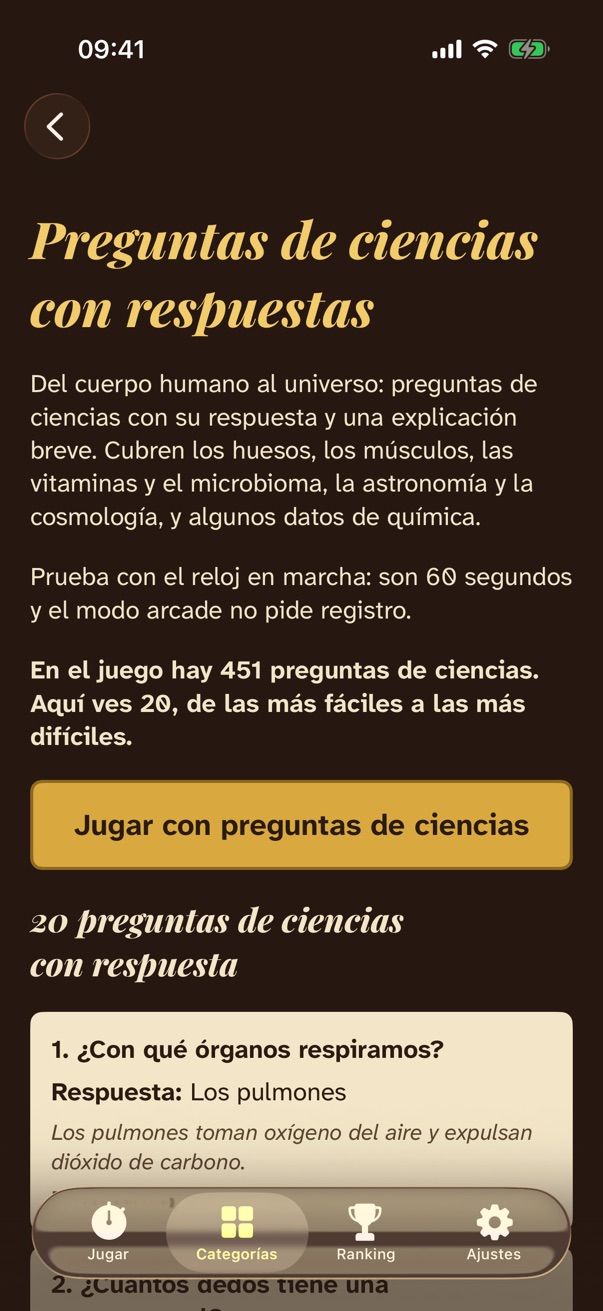 09:41
Preguntas de ciencias
con respuestas
Del cuerpo humano al universo: preguntas de
ciencias con su respuesta y una explicación
breve. Cubren los huesos, los músculos, las
vitaminas y el microbioma, la astronomía y la
cosmología, y algunos datos de química.
Prueba con el reloj en marcha: son 60 segundos
y el modo arcade no pide registro.
En el juego hay 451 preguntas de ciencias.
Aquí ves 20, de las más fáciles a las más
difíciles.
Jugar con preguntas de ciencias
20 preguntas de ciencias
con respuesta
1. ¿Con qué órganos respiramos?
Respuesta: Los pulmones
Los pulmones toman oxígeno del aire y expulsan
dióxido de carbono.
Jugar
Categorías
Ranking
Ajustes
2. ¿Cuántos dedos tiene una